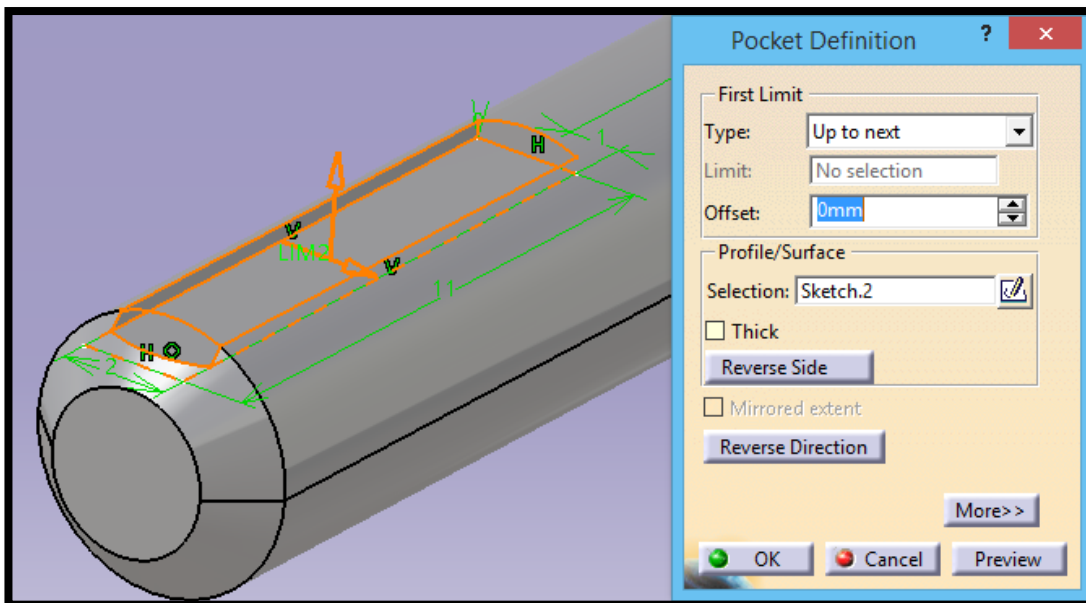 Pocket Definition ? ×
First Limit
Type: Up to next
Limit: No selection
Offset: 0mm
Profile/Surface
Selection: Sketch.2
Thick
Reverse Side
Mirrored extent
Reverse Direction
More>>
OK Cancel Preview
V
1
H
V
LIM2
V
11
H
2